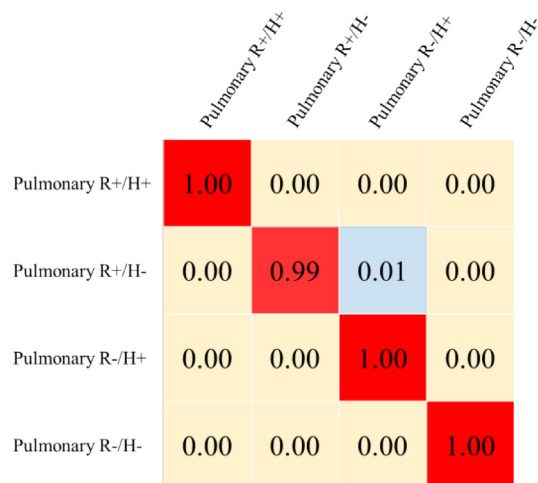 Pulmonary R+/H+
Pulmonary R+/H-
Pulmonary R-/H+
Pulmonary R-/H-
Pulmonary R+/H+ 1.00 0.00 0.00 0.00
Pulmonary R+/H- 0.00 0.99 0.01 0.00
Pulmonary R-/H+ 0.00 0.00 1.00 0.00
Pulmonary R-/H- 0.00 0.00 0.00 1.00